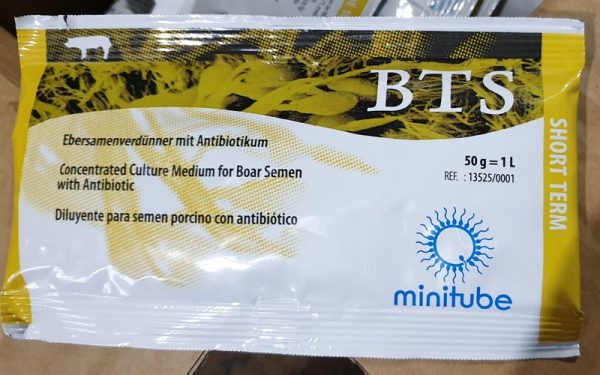 BTS
Ebersamenverdünner mit Antibiotikum
50 g = 1 L
REF. : 13525/0001
Concentrated Culture Medium for Boar Semen
with Antibiotic
Diluyente para semen porcino con antibiótico
SHORT TERM
minitube